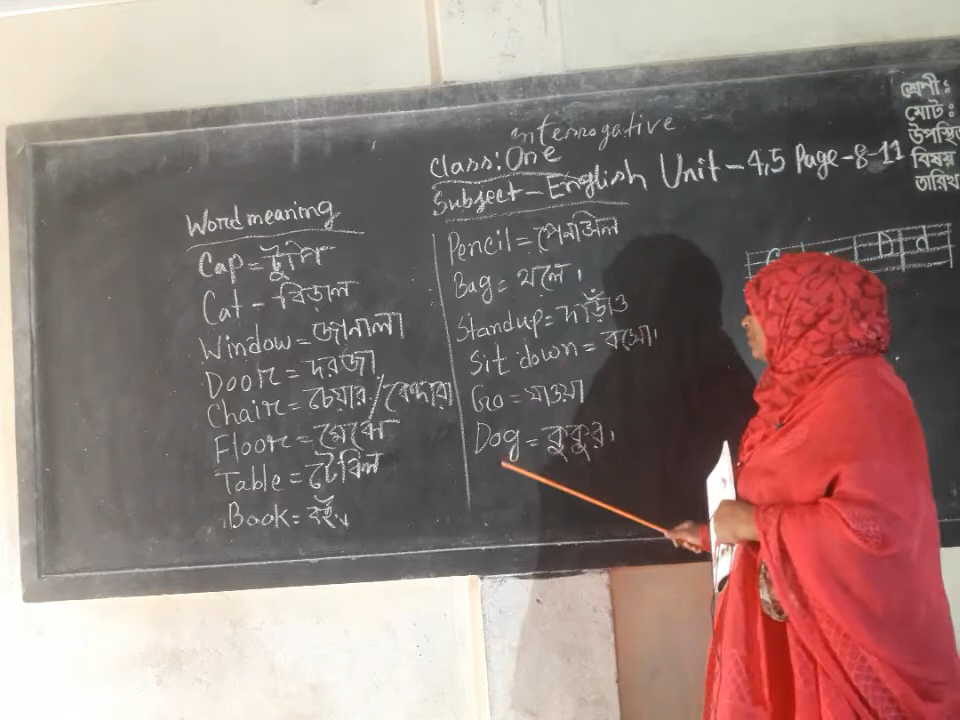 Interrogative
Class: One
Subject - English Unit - 4,5 Page - 8-11
Word meaning
Cap = টুপি
Cat - বিড়াল
Window = জানালা
Door = দরজা
Chair = চেয়ার/কেদারা
Floor = মেঝে
Table = টেবিল
Book = বই।
Pencil = পেনসিল
Bag = থলে।
Standup = দাড়াঁও
Sit down = বসো।
Go = যাওয়া
Dog = কুকুর।
শ্রেণী :
মোট :
উপস্থিত
বিষয়
তারিখ
D d